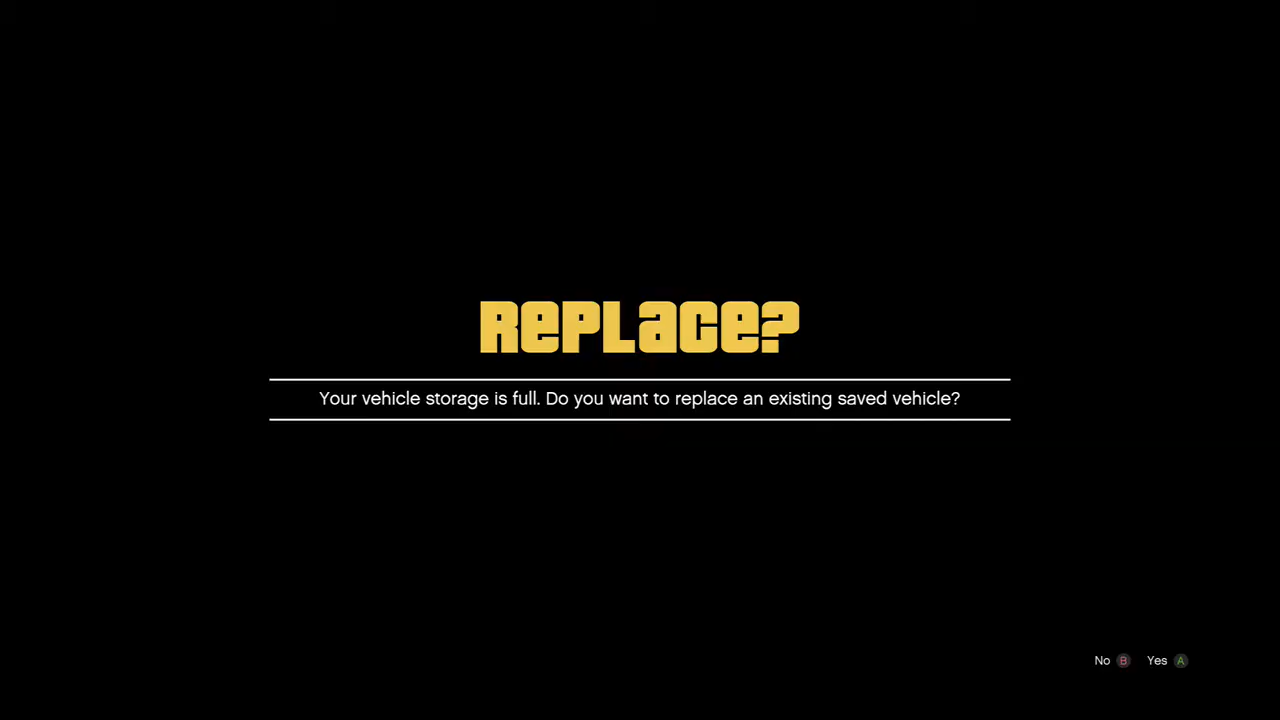 REPLACE?
Your vehicle storage is full. Do you want to replace an existing saved vehicle?
No B Yes A